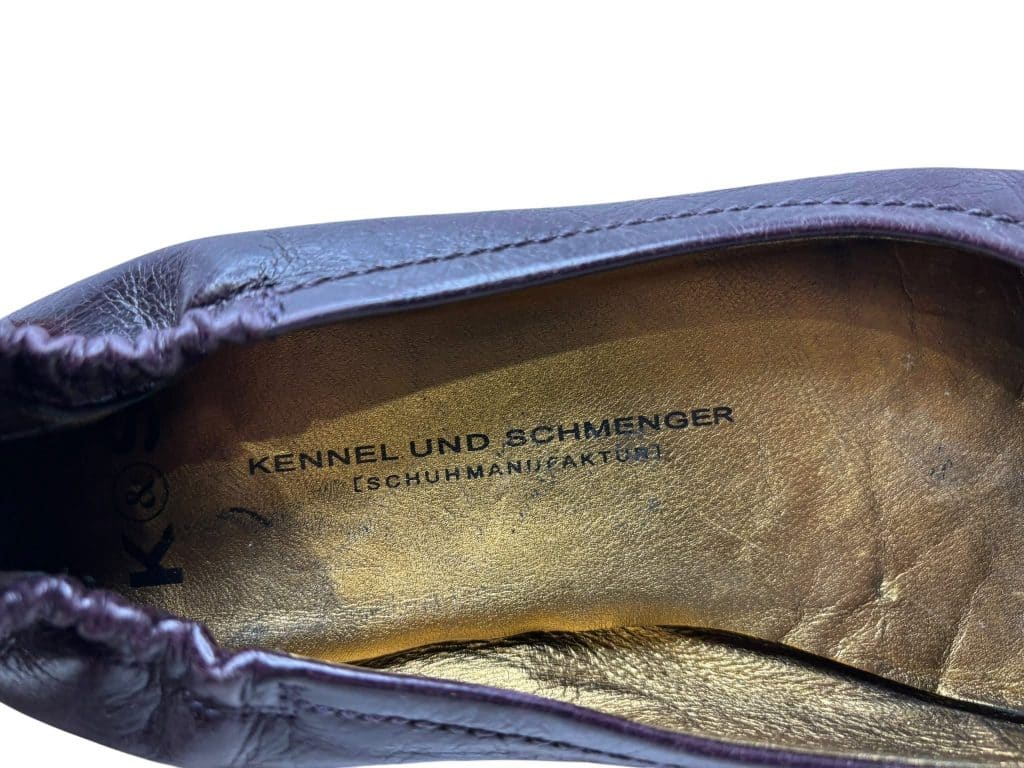 KENNEL UND SCHMENGER
[SCHUHMANUFAKTUR]
K&S